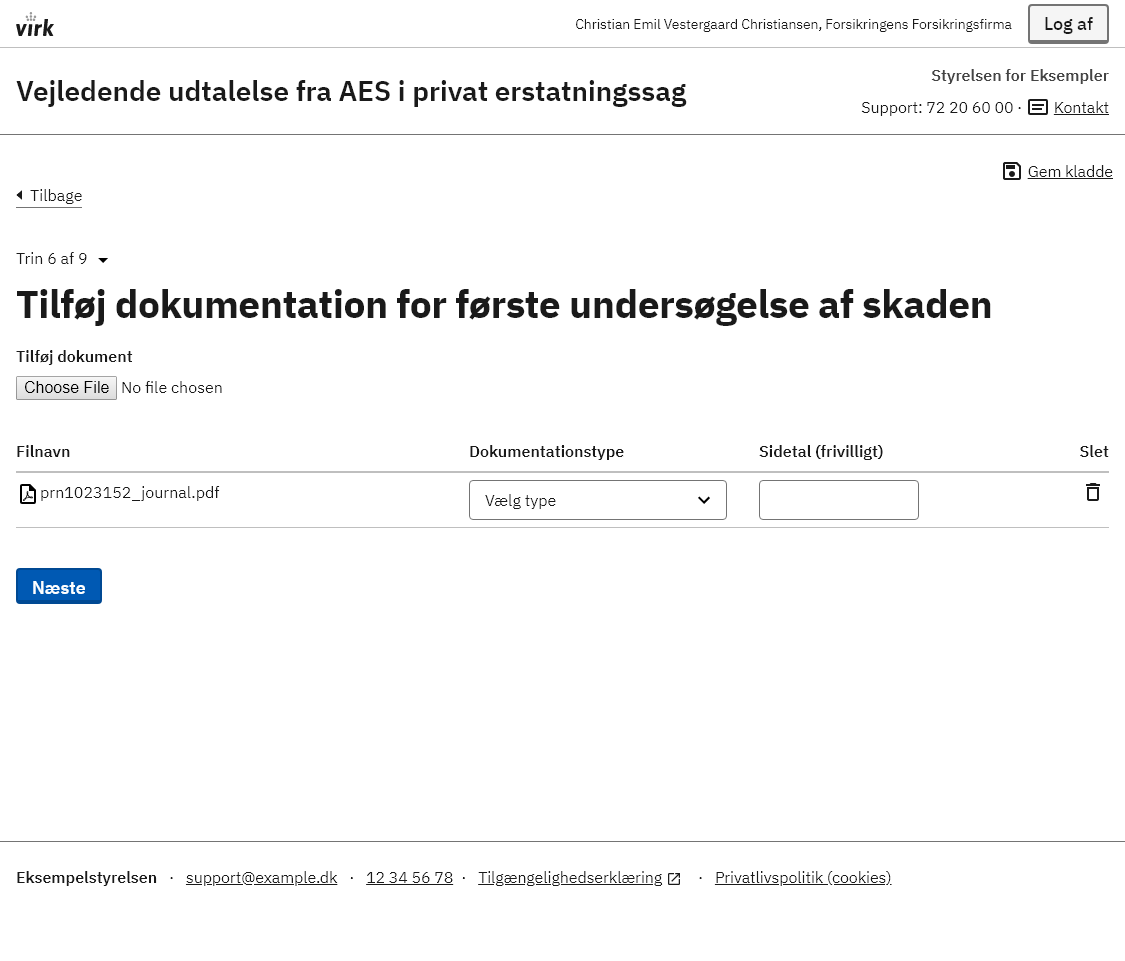 virk
Christian Emil Vestergaard Christiansen, Forsikringens Forsikringsfirma
Log af
Vejledende udtalelse fra AES i privat erstatningssag
Styrelsen for Eksempler
Support: 72 20 60 00 · Kontakt
Gem kladde
Tilbage
Trin 6 af 9
Tilføj dokumentation for første undersøgelse af skaden
Tilføj dokument
Choose File No file chosen
Filnavn Dokumentationstype Sidetal (frivilligt) Slet
prn1023152_journal.pdf Vælg type
Næste
Eksempelstyrelsen · support@example.dk · 12 34 56 78 · Tilgængelighedserklæring · Privatlivspolitik (cookies)